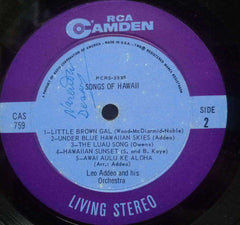 RCA
CAMDEN
SONGS OF HAWAII
CAS
759
SIDE
2
1-LITTLE BROWN GAL (Wood-McDiarmid-Noble)
2-UNDER BLUE HAWAIIAN SKIES (Addeo)
3-THE LUAU SONG (Owens)
4-HAWAIIAN SUNSET (S. and B. Kaye)
5-AWAI AULU KE ALOHA
(Arr.: Addeo)
Leo Addeo and his
Orchestra
LIVING STEREO